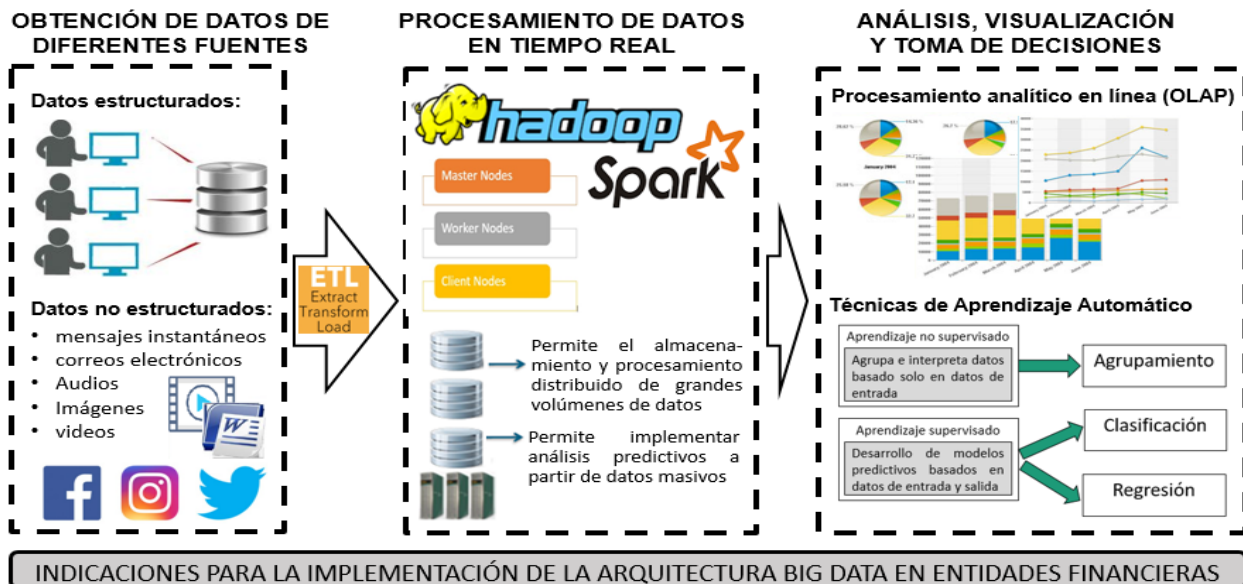 OBTENCIÓN DE DATOS DE
DIFERENTES FUENTES
Datos estructurados:
Datos no estructurados:
• mensajes instantáneos
• correos electrónicos
• Audios
• Imágenes
• videos
W
f
ETL
Extract
Transform
Load
PROCESAMIENTO DE DATOS
EN TIEMPO REAL
hadoop
Spark
Master Nodes
Worker Nodes
Client Nodes
Permite el almacena-
miento y procesamiento
distribuido de grandes
volúmenes de datos
Permite implementar
análisis predictivos a
partir de datos masivos
ANÁLISIS, VISUALIZACIÓN
Y TOMA DE DECISIONES
Procesamiento analítico en línea (OLAP)
January 2004
Técnicas de Aprendizaje Automático
Aprendizaje no supervisado
Agrupa e interpreta datos
basado solo en datos de
entrada
Agrupamiento
Aprendizaje supervisado
Desarrollo de modelos
predictivos basados en
datos de entrada y salida
Clasificación
Regresión
INDICACIONES PARA LA IMPLEMENTACIÓN DE LA ARQUITECTURA BIG DATA EN ENTIDADES FINANCIERAS